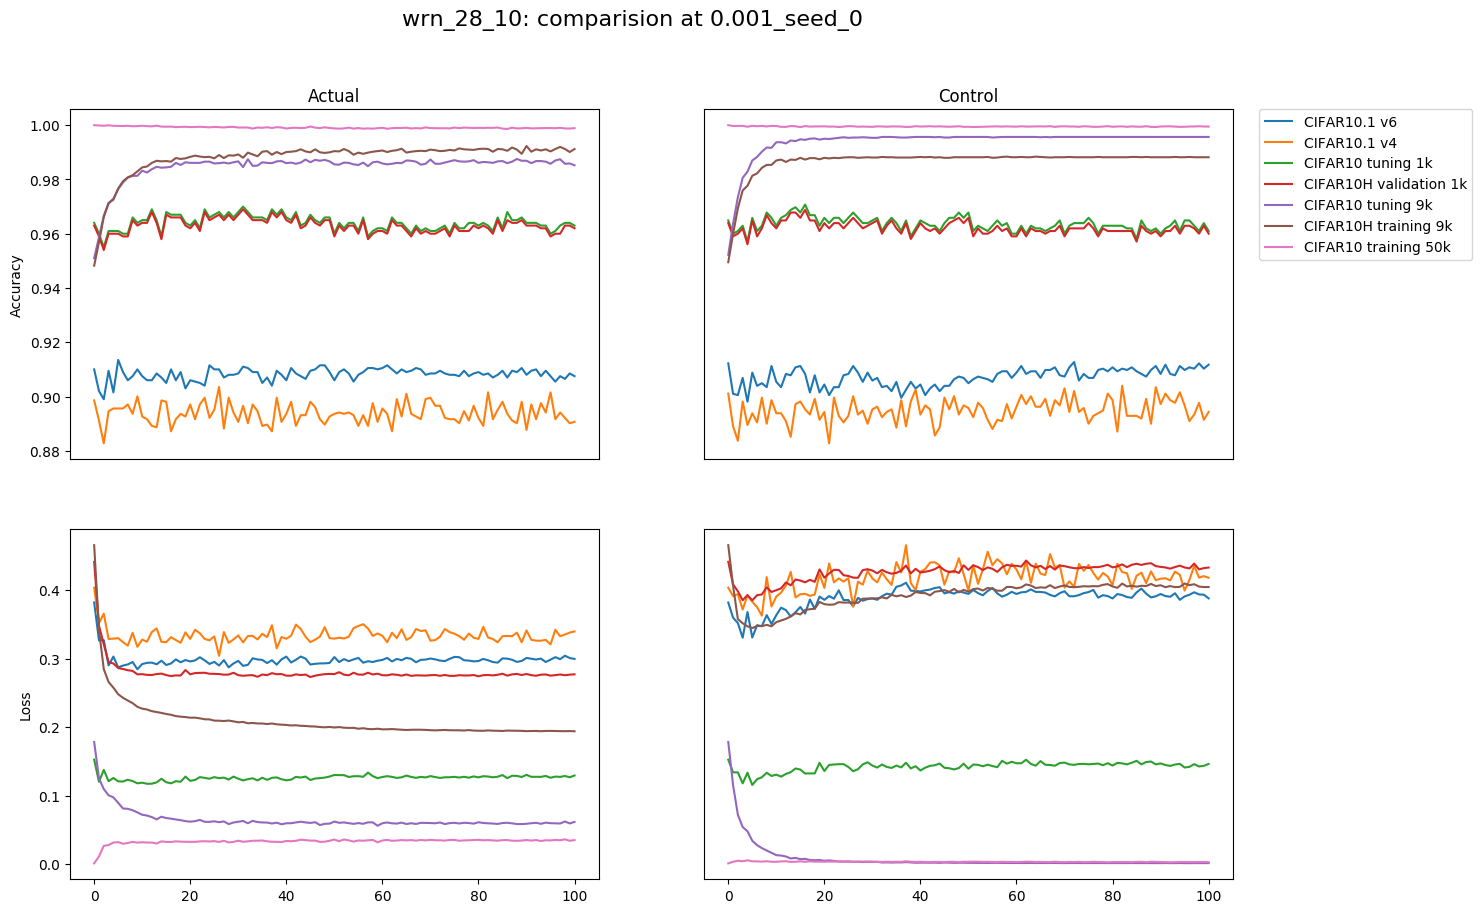 wrn_28_10: comparision at 0.001_seed_0
Actual
Control
Accuracy
1.00
0.98
0.96
0.94
0.92
0.90
0.88
CIFAR10.1 v6
CIFAR10.1 v4
CIFAR10 tuning 1k
CIFAR10H validation 1k
CIFAR10 tuning 9k
CIFAR10H training 9k
CIFAR10 training 50k
Loss
0.4
0.3
0.2
0.1
0.0
0 20 40 60 80 100
0 20 40 60 80 100